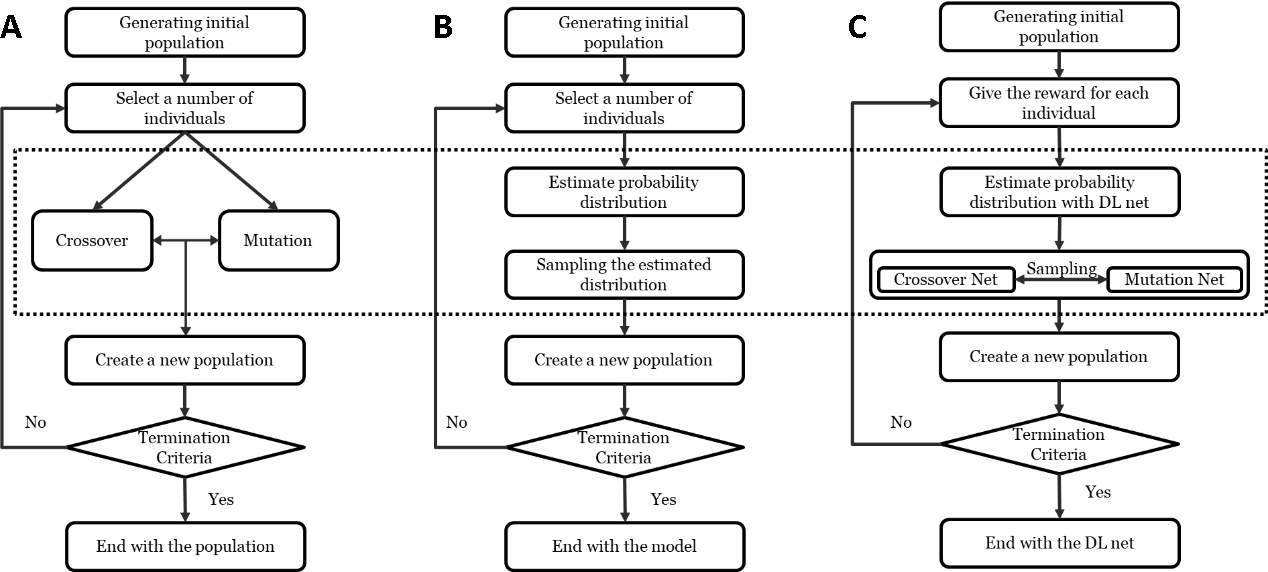 A
Generating initial
population
Select a number of
individuals
Crossover
Mutation
Create a new population
No
Termination
Criteria
Yes
End with the population
B
Generating initial
population
Select a number of
individuals
Estimate probability
distribution
Sampling the estimated
distribution
Create a new population
No
Termination
Criteria
Yes
End with the model
C
Generating initial
population
Give the reward for each
individual
Estimate probability
distribution with DL net
Crossover Net
Sampling
Mutation Net
Create a new population
No
Termination
Criteria
Yes
End with the DL net